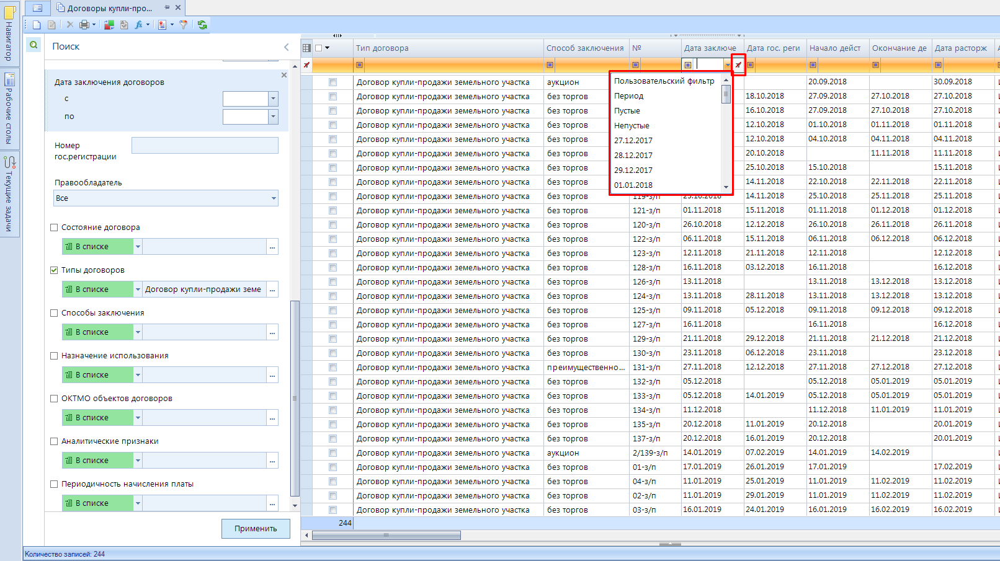 Договоры купли-про...
Навигатор
Рабочие столы
Текущие задачи
Поиск
Дата заключения договоров
с
по
Номер
гос.регистрации
Правообладатель
Все
Состояние договора
В списке
...
Типы договоров
В списке
Договор купли-продажи земе
...
Способы заключения
В списке
...
Назначение использования
В списке
...
ОКТМО объектов договоров
В списке
...
Аналитические признаки
В списке
...
Периодичность начисления платы
В списке
...
Применить
Тип договора Способ заключения № Дата заключе Дата гос. реги Начало дейст Окончание де Дата расторж
Пользовательский фильтр
Период
Пустые
Непустые
27.12.2017
28.12.2017
29.12.2017
01.01.2018
Договор купли-продажи земельного участка аукцион 20.09.2018 30.09.2018
Договор купли-продажи земельного участка без торгов 18.10.2018 27.09.2018 27.10.2018 27.10.2018
Договор купли-продажи земельного участка без торгов 16.10.2018 27.09.2018 27.10.2018 27.10.2018
Договор купли-продажи земельного участка без торгов 12.10.2018 01.10.2018 01.11.2018 01.11.2018
Договор купли-продажи земельного участка без торгов 12.10.2018 04.10.2018 04.11.2018 04.11.2018
Договор купли-продажи земельного участка без торгов 20.10.2018 11.11.2018 11.11.2018
Договор купли-продажи земельного участка без торгов 25.10.2018 15.10.2018 15.11.2018
Договор купли-продажи земельного участка без торгов 14.11.2018 22.10.2018 22.11.2018 22.11.2018
Договор купли-продажи земельного участка без торгов 119-з/п 25.10.2018 14.11.2018 25.10.2018 25.11.2018 25.11.2018
Договор купли-продажи земельного участка без торгов 121-з/п 01.11.2018 15.11.2018 01.11.2018 01.12.2018 01.12.2018
Договор купли-продажи земельного участка без торгов 120-з/п 26.10.2018 12.12.2018 26.10.2018 26.11.2018 26.11.2018
Договор купли-продажи земельного участка без торгов 122-з/п 06.11.2018 15.11.2018 06.11.2018 06.12.2018 06.12.2018
Договор купли-продажи земельного участка без торгов 123-з/п 12.11.2018 21.11.2018 12.11.2018 12.12.2018
Договор купли-продажи земельного участка без торгов 128-з/п 16.11.2018 03.12.2018 16.11.2018 16.12.2018
Договор купли-продажи земельного участка без торгов 126-з/п 13.11.2018 13.11.2018 13.12.2018 13.12.2018
Договор купли-продажи земельного участка без торгов 124-з/п 13.11.2018 28.11.2018 13.11.2018 13.12.2018 13.12.2018
Договор купли-продажи земельного участка без торгов 125-з/п 09.11.2018 05.12.2018 09.11.2018 09.12.2018 09.12.2018
Договор купли-продажи земельного участка без торгов 127-з/п 16.11.2018 16.11.2018 16.12.2018
Договор купли-продажи земельного участка без торгов 129-з/п 21.11.2018 29.12.2018 21.11.2018 21.12.2018 21.12.2018
Договор купли-продажи земельного участка без торгов 130-з/п 23.11.2018 06.12.2018 23.11.2018 23.12.2018
Договор купли-продажи земельного участка преимущественно... 131-з/п 27.11.2018 12.12.2018 27.11.2018 27.12.2018 27.12.2018
Договор купли-продажи земельного участка без торгов 132-з/п 05.12.2018 05.12.2018 05.01.2019 05.01.2019
Договор купли-продажи земельного участка без торгов 133-з/п 05.12.2018 14.01.2019 05.12.2018 05.01.2019 05.01.2019
Договор купли-продажи земельного участка без торгов 134-з/п 11.12.2018 11.12.2018 11.01.2019 11.01.2019
Договор купли-продажи земельного участка без торгов 135-з/п 20.12.2018 11.01.2019 20.12.2018 20.01.2019
Договор купли-продажи земельного участка без торгов 137-з/п 20.12.2018 16.01.2019 20.12.2018 20.01.2019
Договор купли-продажи земельного участка аукцион 2/139-з/п 14.01.2019 07.02.2019 14.01.2019 14.02.2019
Договор купли-продажи земельного участка без торгов 01-з/п 17.01.2019 26.01.2019 17.01.2019 17.02.2019
Договор купли-продажи земельного участка без торгов 04-з/п 11.01.2019 25.01.2019 11.01.2019 11.02.2019 11.02.2019
Договор купли-продажи земельного участка без торгов 02-з/п 11.01.2019 29.01.2019 11.01.2019 11.02.2019 11.02.2019
Договор купли-продажи земельного участка без торгов 03-з/п 16.01.2019 24.01.2019 16.01.2019 16.02.2019 16.02.2019
244
Количество записей: 244